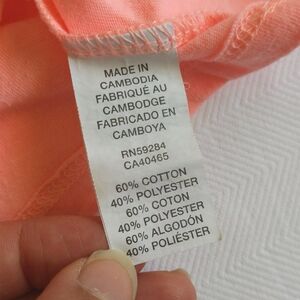 MADE IN
CAMBODIA
FABRIQUÉ AU
CAMBODGE
FABRICADO EN
CAMBOYA
RN59284
CA40465
60% COTTON
40% POLYESTER
60% COTON
40% POLYESTER
60% ALGODÓN
40% POLIÉSTER